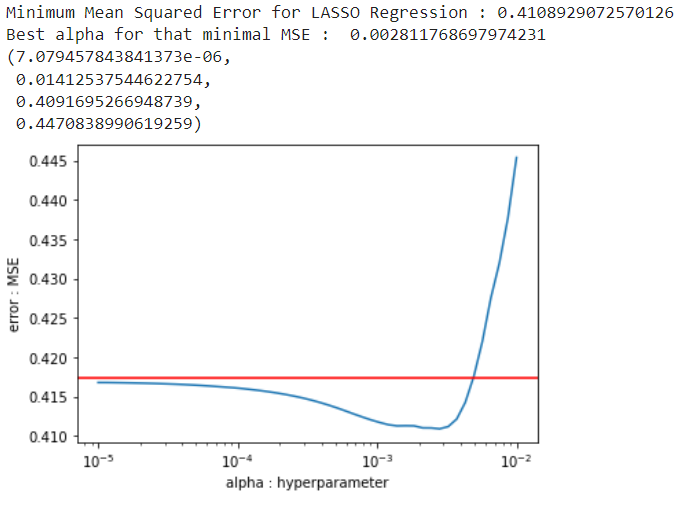 Minimum Mean Squared Error for LASSO Regression : 0.4108929072570126
Best alpha for that minimal MSE :  0.002811768697974231
(7.079457843841373e-06,
 0.01412537544622754,
 0.4091695266948739,
 0.4470838990619259)
0.445
0.440
0.435
0.430
0.425
0.420
0.415
0.410
error : MSE
10⁻⁵ 10⁻⁴ 10⁻³ 10⁻²
alpha : hyperparameter